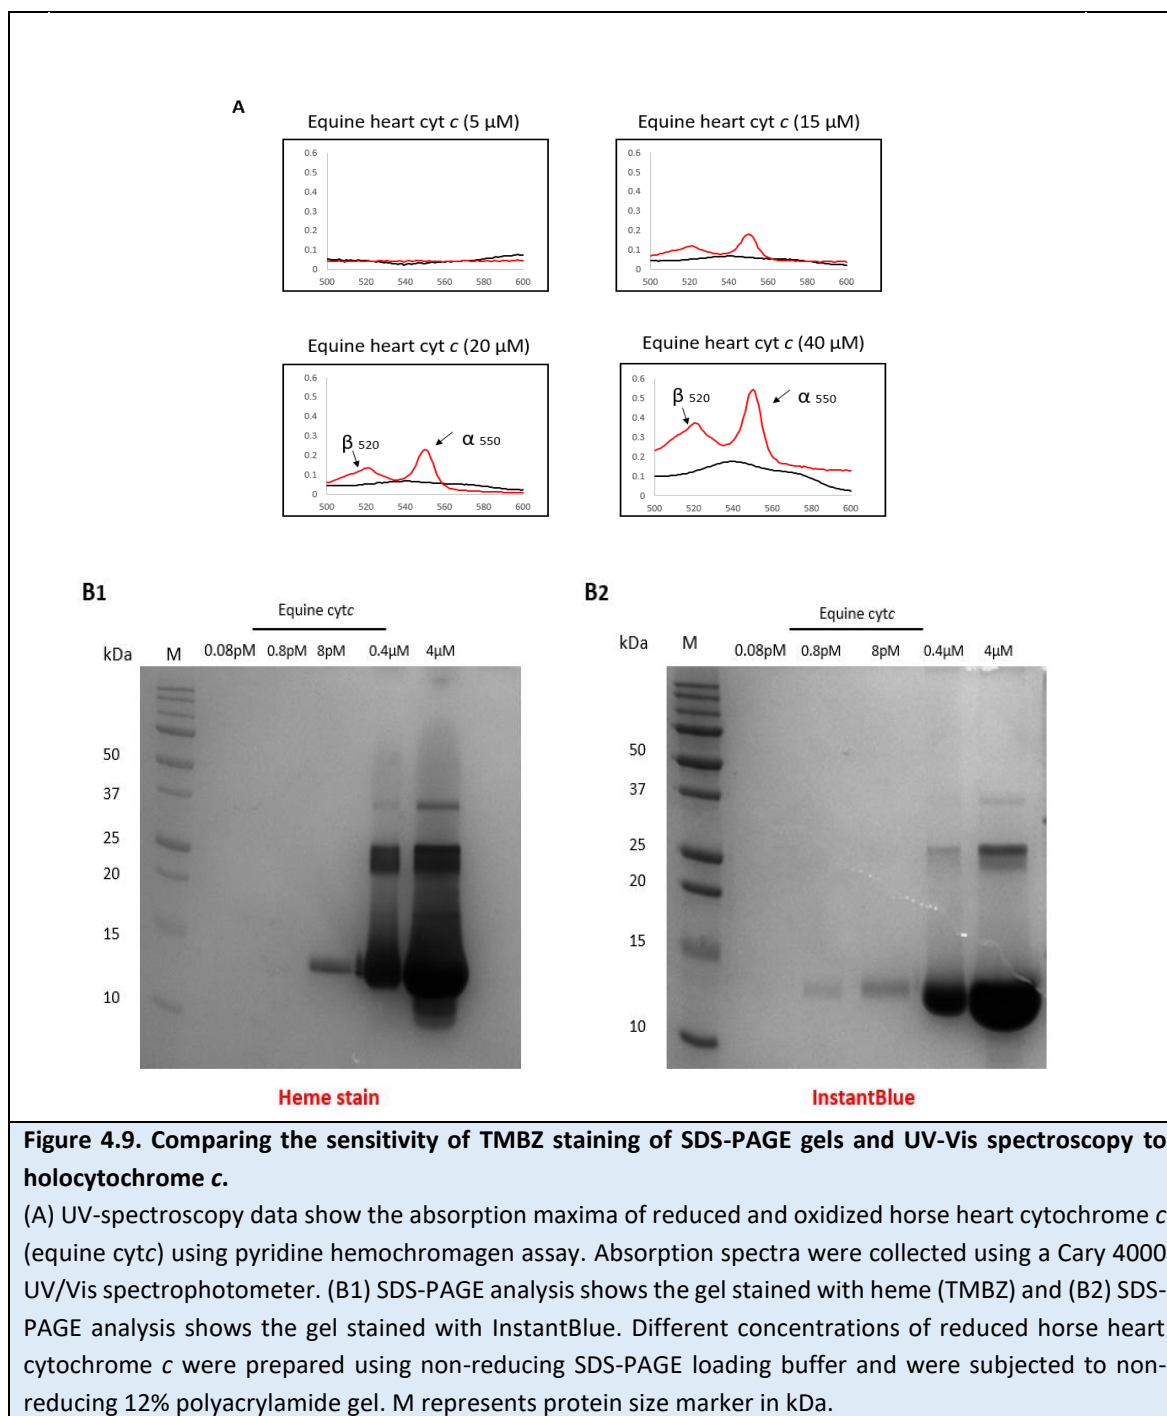 A
Equine heart cyt c (5 µM)
Equine heart cyt c (15 µM)
0.6
0.5
0.4
0.3
0.2
0.1
0
500 520 540 560 580 600
0.6
0.5
0.4
0.3
0.2
0.1
0
500 520 540 560 580 600
Equine heart cyt c (20 µM)
Equine heart cyt c (40 µM)
0.6
0.5
0.4
0.3
0.2
0.1
0
β 520
α 550
500 520 540 560 580 600
0.6
0.5
0.4
0.3
0.2
0.1
0
β 520
α 550
500 520 540 560 580 600
B1
Equine cytc
kDa M 0.08pM 0.8pM 8pM 0.4µM 4µM
50
37
25
20
15
10
Heme stain
B2
Equine cytc
kDa M 0.08pM 0.8pM 8pM 0.4µM 4µM
50
37
25
20
15
10
InstantBlue
Figure 4.9. Comparing the sensitivity of TMBZ staining of SDS-PAGE gels and UV-Vis spectroscopy to
holocytochrome c.
(A) UV-spectroscopy data show the absorption maxima of reduced and oxidized horse heart cytochrome c
(equine cytc) using pyridine hemochromagen assay. Absorption spectra were collected using a Cary 4000
UV/Vis spectrophotometer. (B1) SDS-PAGE analysis shows the gel stained with heme (TMBZ) and (B2) SDS-
PAGE analysis shows the gel stained with InstantBlue. Different concentrations of reduced horse heart
cytochrome c were prepared using non-reducing SDS-PAGE loading buffer and were subjected to non-
reducing 12% polyacrylamide gel. M represents protein size marker in kDa.